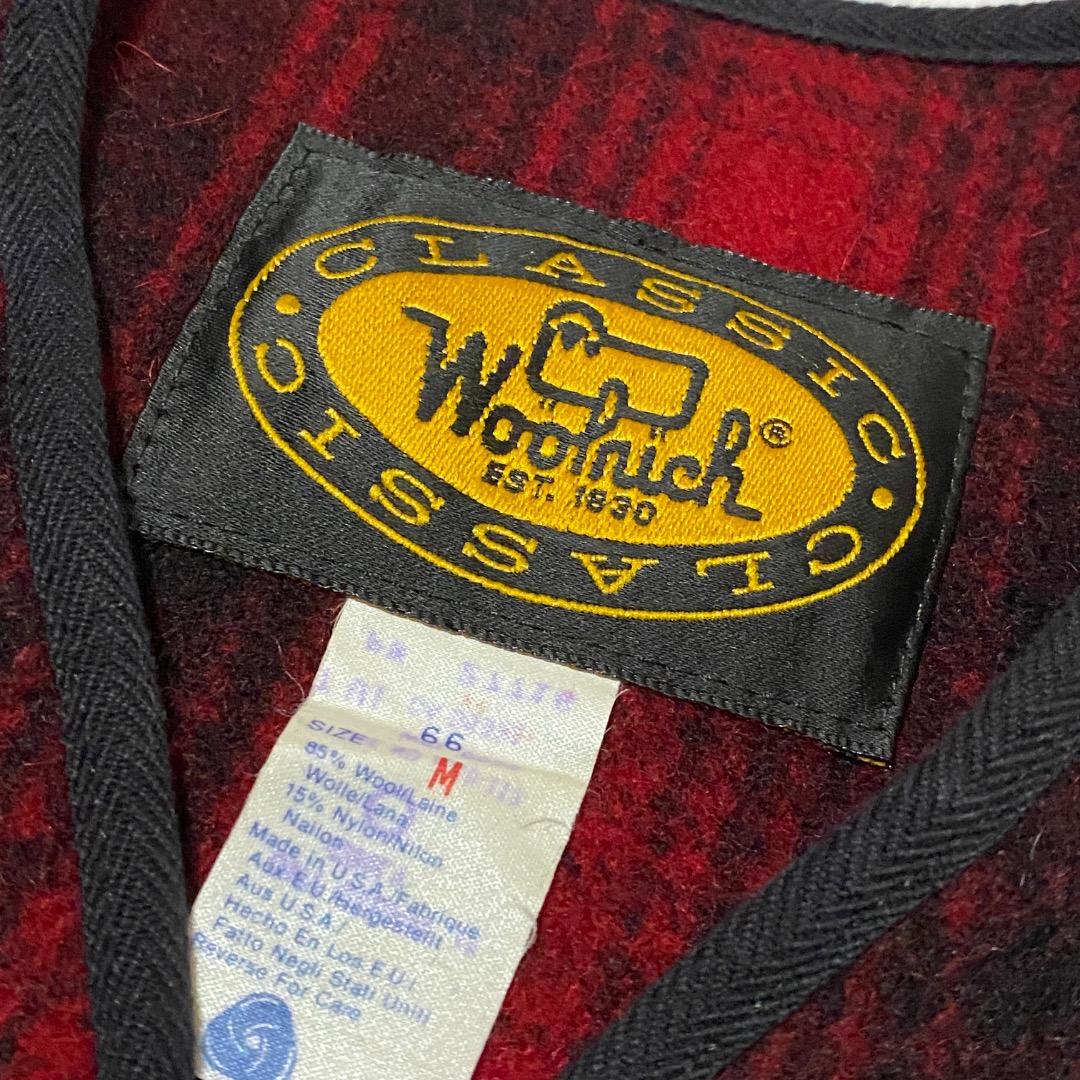 CLASSIC
Woolrich®
EST. 1830
CLASSIC
SIZE: 66
M
85% Wool/Laine
Wolle/Lana
15% Nylon/Nilon
Nailon
Made in U.S.A./Fabrique
Aux E.U./Hergestellt
Aus U.S.A./
Hecho En Los E.U./
Fatto Negli Stati Uniti
Reverse For Care